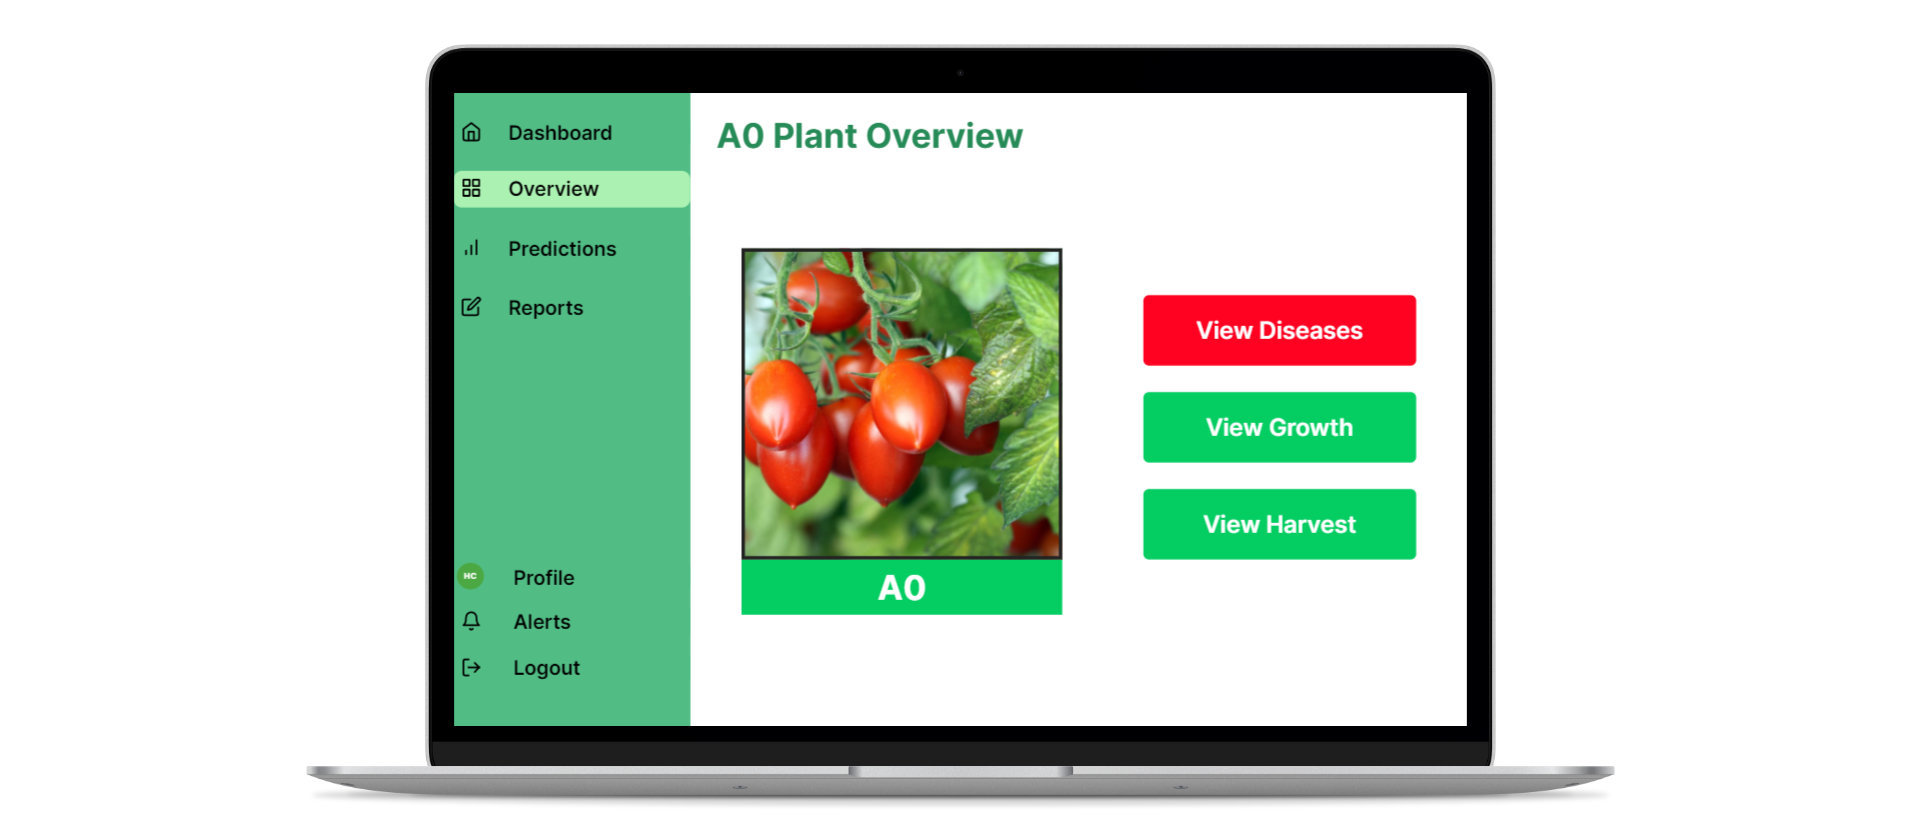 Dashboard
Overview
Predictions
Reports
HC Profile
Alerts
Logout
A0 Plant Overview
A0
View Diseases
View Growth
View Harvest